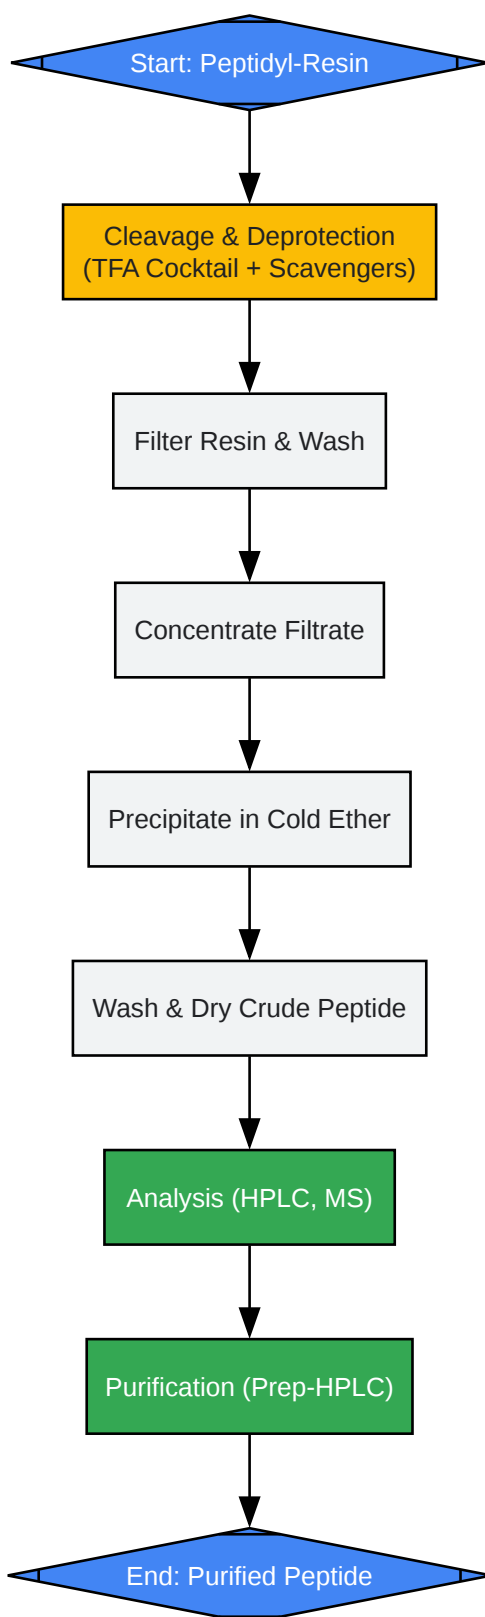 Start: Peptidyl-Resin
Cleavage & Deprotection
(TFA Cocktail + Scavengers)
Filter Resin & Wash
Concentrate Filtrate
Precipitate in Cold Ether
Wash & Dry Crude Peptide
Analysis (HPLC, MS)
Purification (Prep-HPLC)
End: Purified Peptide